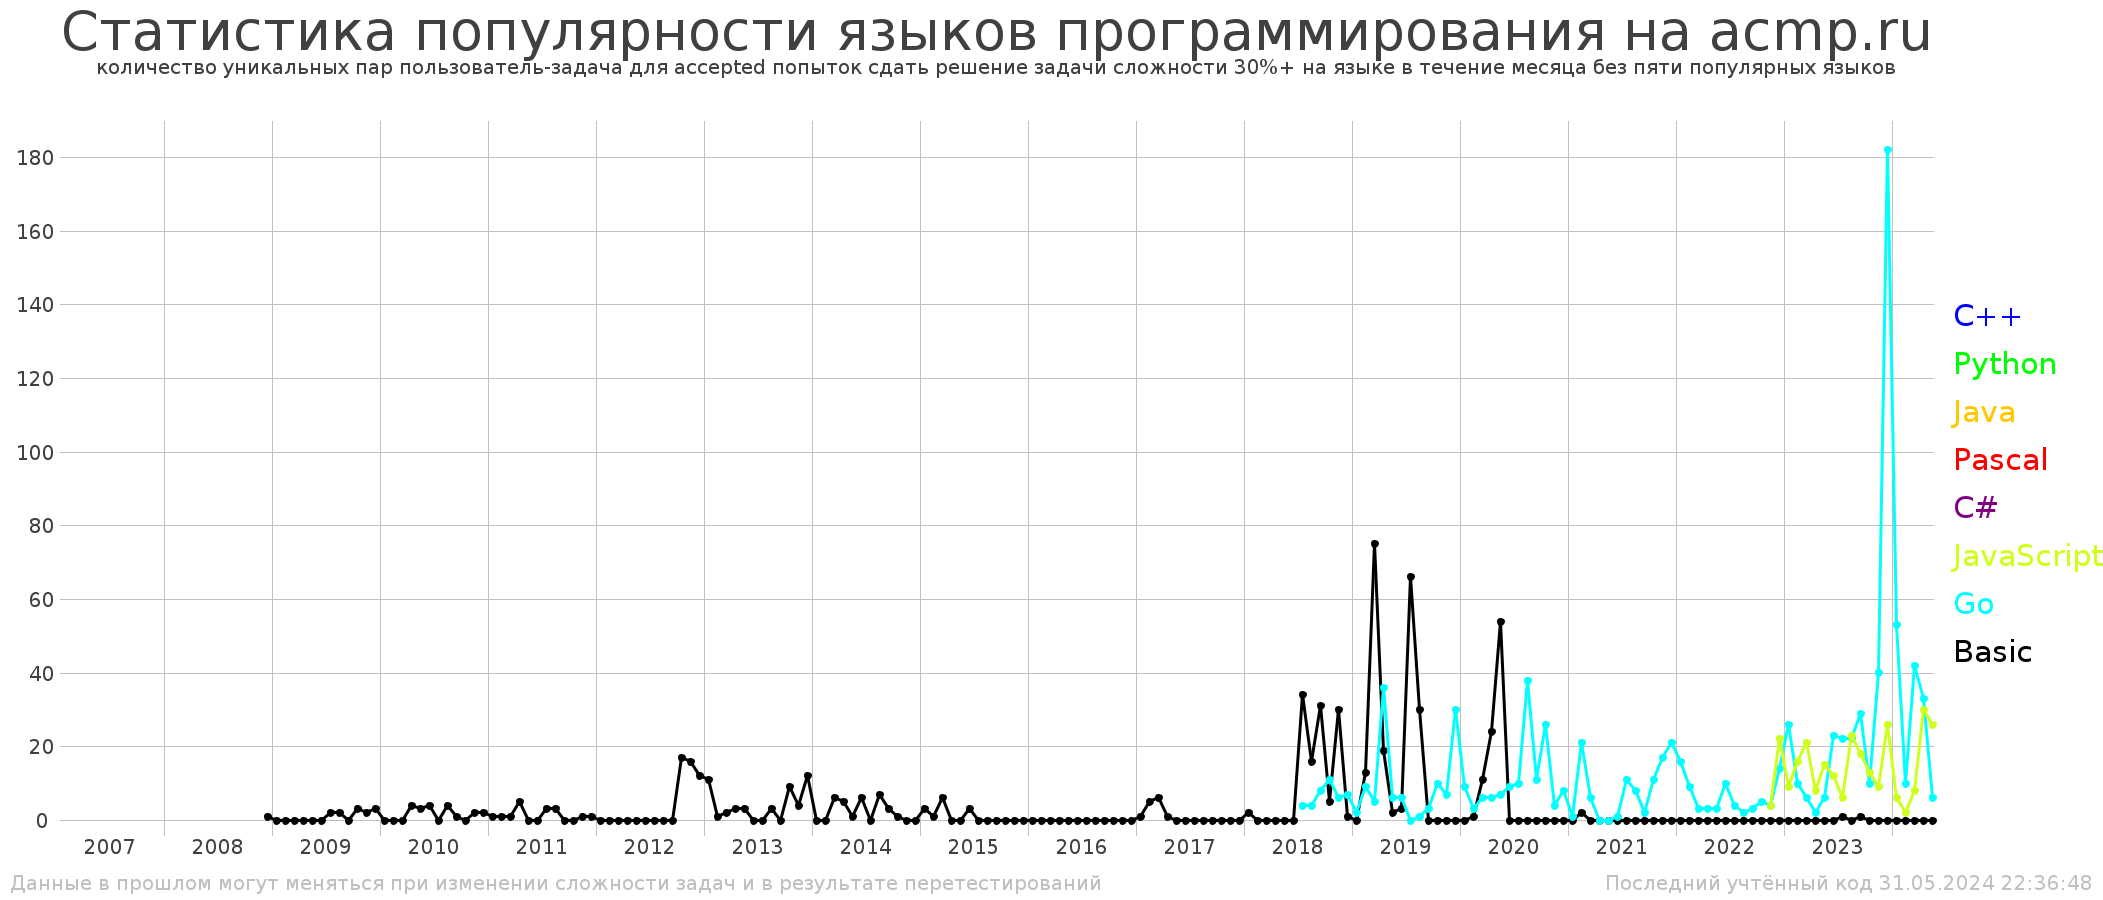 Статистика популярности языков программирования на acmp.ru
количество уникальных пар пользователь-задача для accepted попыток сдать решение задачи сложности 30%+ на языке в течение месяца без пяти популярных языков
180
160
140
120
100
80
60
40
20
0
2007 2008 2009 2010 2011 2012 2013 2014 2015 2016 2017 2018 2019 2020 2021 2022 2023
C++
Python
Java
Pascal
C#
JavaScript
Go
Basic
Данные в прошлом могут меняться при изменении сложности задач и в результате перетестирований
Последний учтённый код 31.05.2024 22:36:48